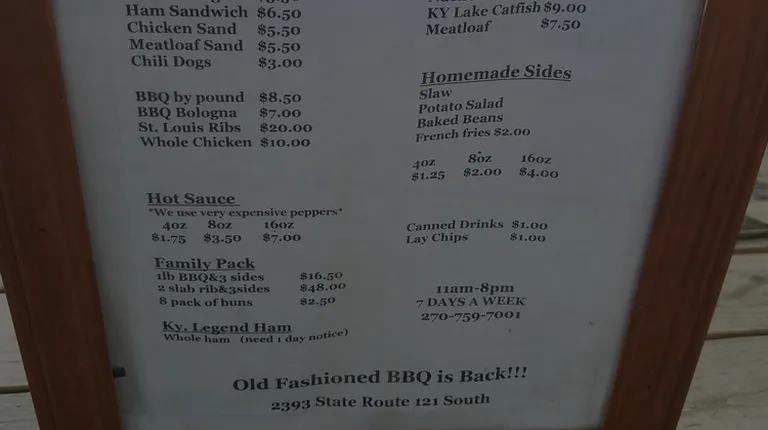 Ham Sandwich $6.50
Chicken Sand $5.50
Meatloaf Sand $5.50
Chili Dogs $3.00
BBQ by pound $8.50
BBQ Bologna $7.00
St. Louis Ribs $20.00
Whole Chicken $10.00
Hot Sauce
*We use very expensive peppers*
4oz 8oz 16oz
$1.75 $3.50 $7.00
Family Pack
1lb BBQ&3 sides $16.50
2 slab rib&3sides $48.00
8 pack of buns $2.50
Ky. Legend Ham
Whole ham (need 1 day notice)
KY Lake Catfish $9.00
Meatloaf $7.50
Homemade Sides
Slaw
Potato Salad
Baked Beans
French fries $2.00
4oz 8oz 16oz
$1.25 $2.00 $4.00
Canned Drinks $1.00
Lay Chips $1.00
11am-8pm
7 DAYS A WEEK
270-759-7001
Old Fashioned BBQ is Back!!!
2393 State Route 121 South